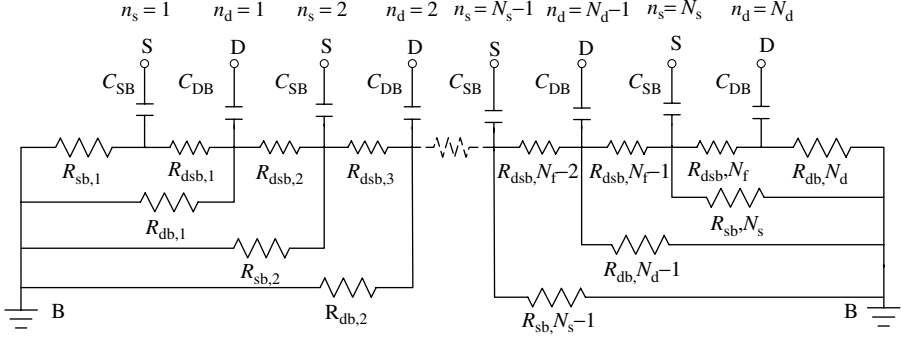 n_s = 1 n_d = 1 n_s = 2 n_d = 2 n_s = N_s−1 n_d = N_d−1 n_s = N_s n_d = N_d
S D S D S D S D
C_SB C_DB C_SB C_DB C_SB C_DB C_SB C_DB
R_sb,1 R_dsb,1 R_dsb,2 R_dsb,3 R_dsb,N_f−2 R_dsb,N_f−1 R_dsb,N_f R_db,N_d
R_db,1 R_sb,N_s
R_sb,2 R_db,N_d−1
B R_db,2 R_sb,N_s−1 B